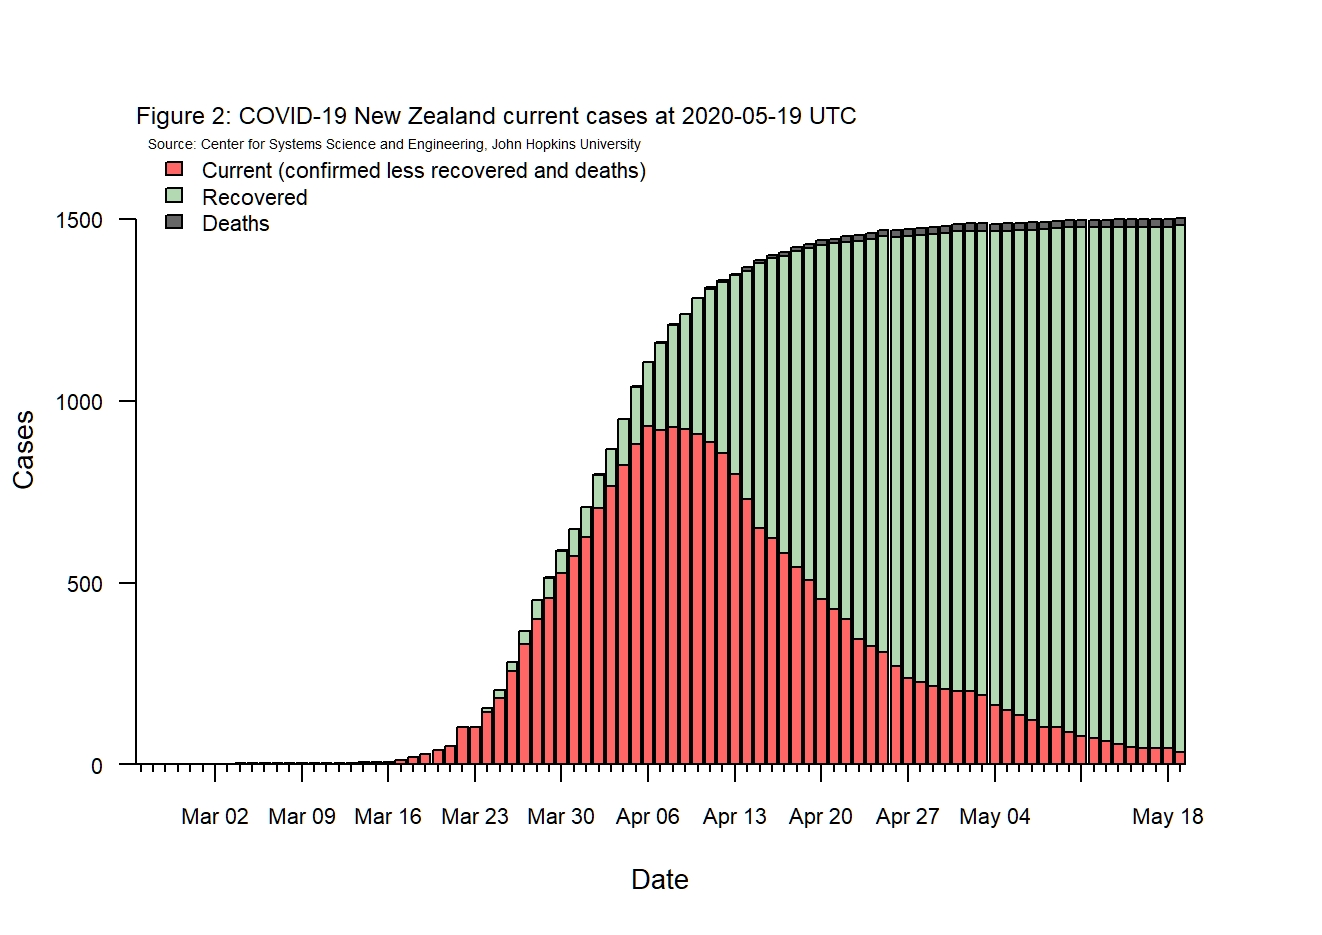 Figure 2: COVID-19 New Zealand current cases at 2020-05-19 UTC
Source: Center for Systems Science and Engineering, John Hopkins University
Current (confirmed less recovered and deaths)
Recovered
Deaths
1500
1000
500
0
Cases
Mar 02 Mar 09 Mar 16 Mar 23 Mar 30 Apr 06 Apr 13 Apr 20 Apr 27 May 04 May 18
Date